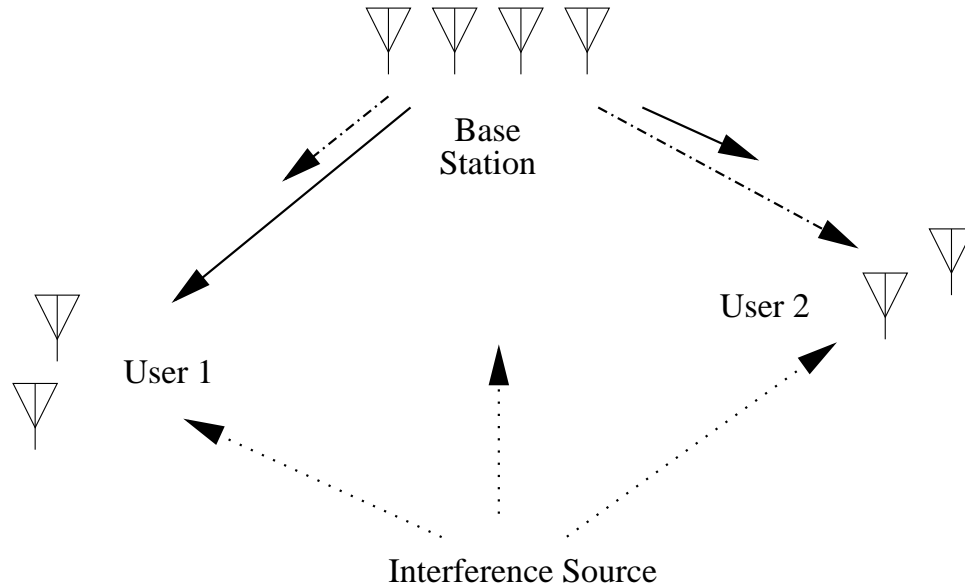 Base
Station
User 2
User 1
Interference Source